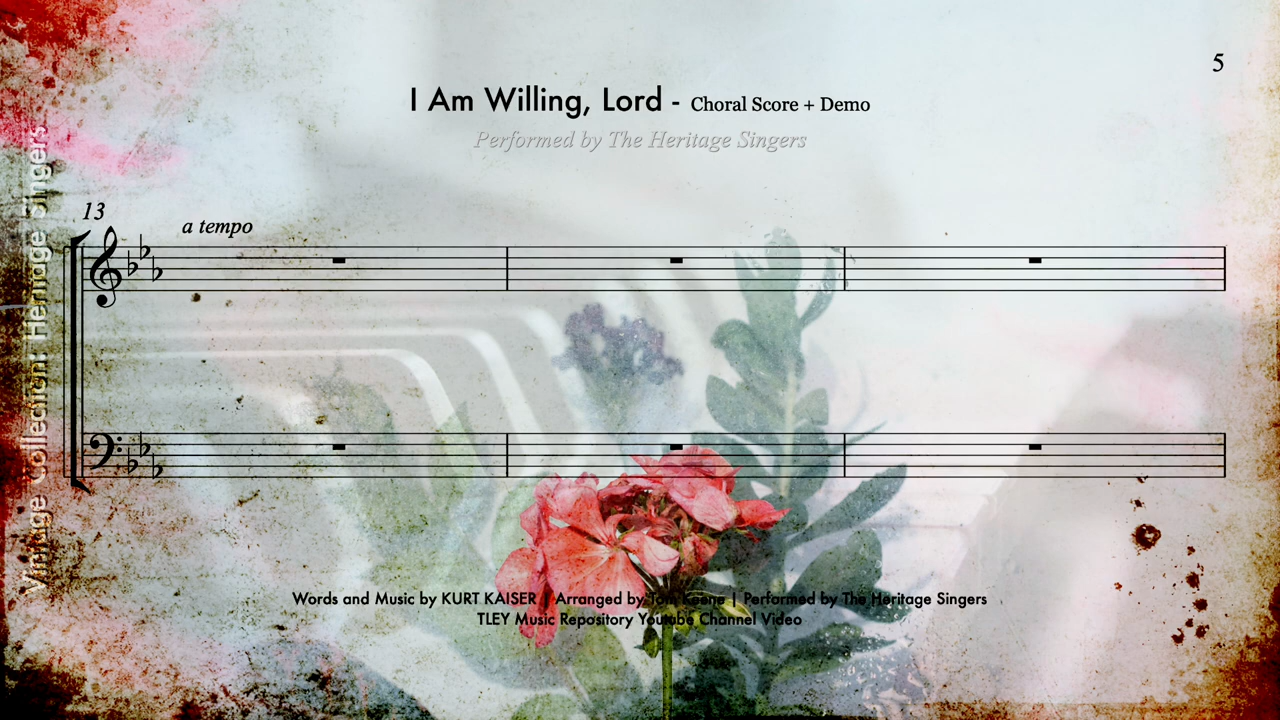 5
I Am Willing, Lord - Choral Score + Demo
Performed by The Heritage Singers
13
a tempo
Vintage Collection: Heritage Singers
Words and Music by KURT KAISER | Arranged by Tom Keene | Performed by The Heritage Singers
TLEY Music Repository Youtube Channel Video